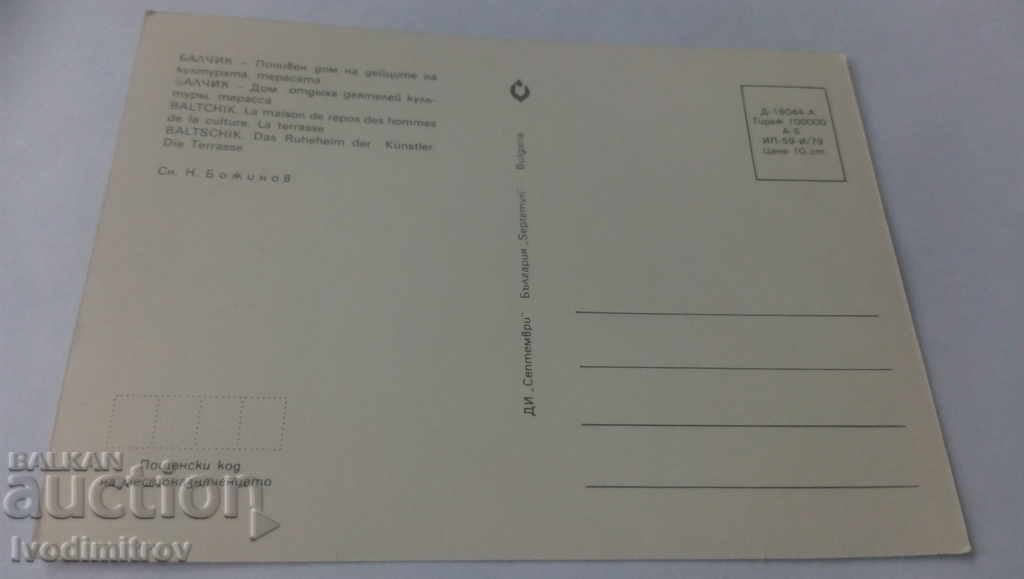 БАЛЧИК – Почивен дом на дейците на
културата, терасата
БАЛЧИК – Дом отдыха деятелей куль-
туры, терасса
BALTCHIK. La maison de repos des hommes
de la culture. La terrasse
BALTSCHIK. Das Ruheheim der Künstler.
Die Terrasse
Сн. Н. Божинов
ДИ „Септември" България „Septemvri" Bulgaria
Д-16044-А
Тираж 100000
А-6
ИП-59-И/79
Цена 10 ст.
Пощенски код
на местоназначението
BALKAN
auction
Ivodimitrov